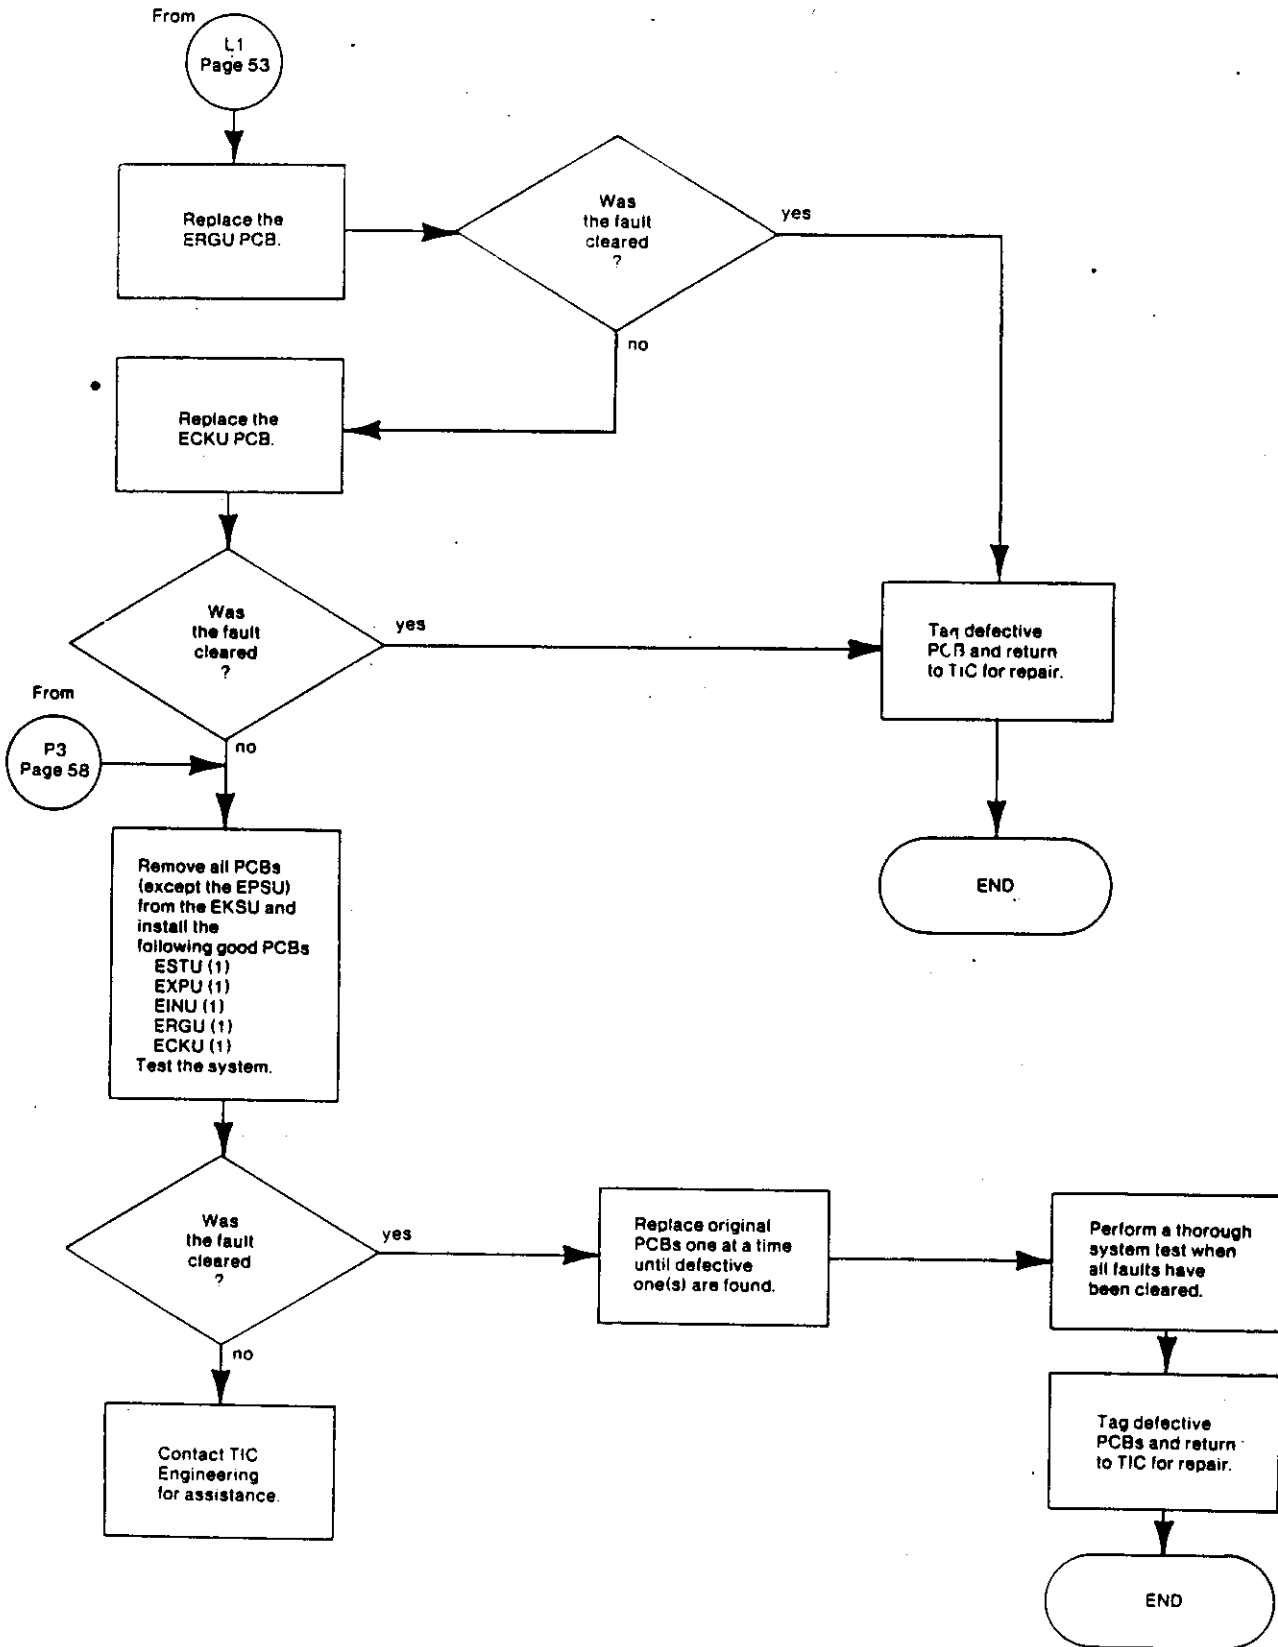 From
L1
Page 53
Replace the
ERGU PCB.
Was
the fault
cleared
?
yes
no
Replace the
ECKU PCB.
Was
the fault
cleared
?
yes
Tag defective
PCB and return
to TIC for repair.
From
P3
Page 58
no
END
Remove all PCBs
(except the EPSU)
from the EKSU and
install the
following good PCBs
ESTU (1)
EXPU (1)
EINU (1)
ERGU (1)
ECKU (1)
Test the system.
Was
the fault
cleared
?
yes
Replace original
PCBs one at a time
until defective
one(s) are found.
Perform a thorough
system test when
all faults have
been cleared.
no
Contact TIC
Engineering
for assistance.
Tag defective
PCBs and return
to TIC for repair.
END